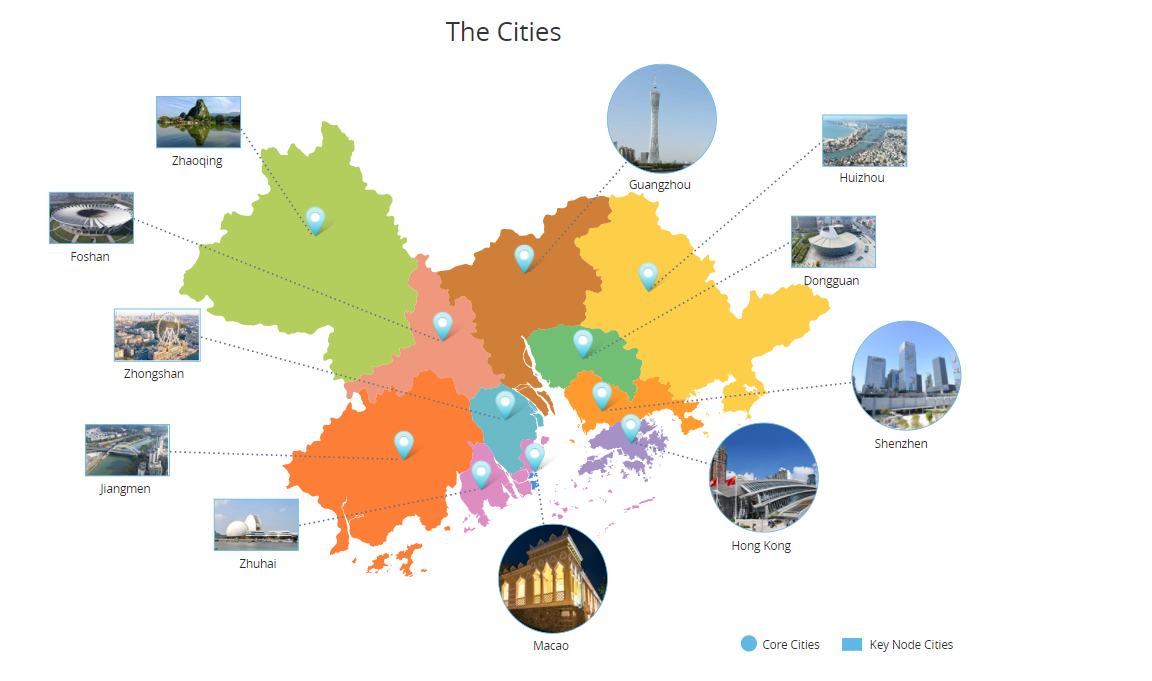 The Cities
Zhaoqing
Guangzhou
Huizhou
Foshan
Dongguan
Zhongshan
Shenzhen
Jiangmen
Hong Kong
Zhuhai
Macao
Core Cities
Key Node Cities